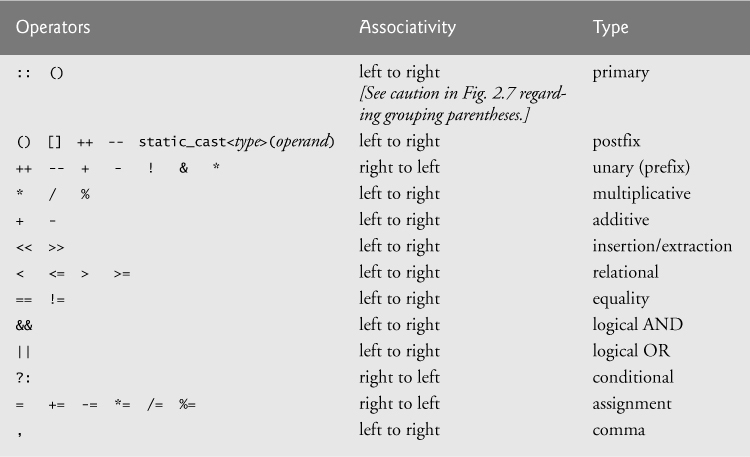 Operators Associativity Type
:: () left to right primary
[See caution in Fig. 2.7 regard-
ing grouping parentheses.]
() [] ++ -- static_cast<type>(operand) left to right postfix
++ -- + - ! & * right to left unary (prefix)
* / % left to right multiplicative
+ - left to right additive
<< >> left to right insertion/extraction
< <= > >= left to right relational
== != left to right equality
&& left to right logical AND
|| left to right logical OR
?: right to left conditional
= += -= *= /= %= right to left assignment
, left to right comma